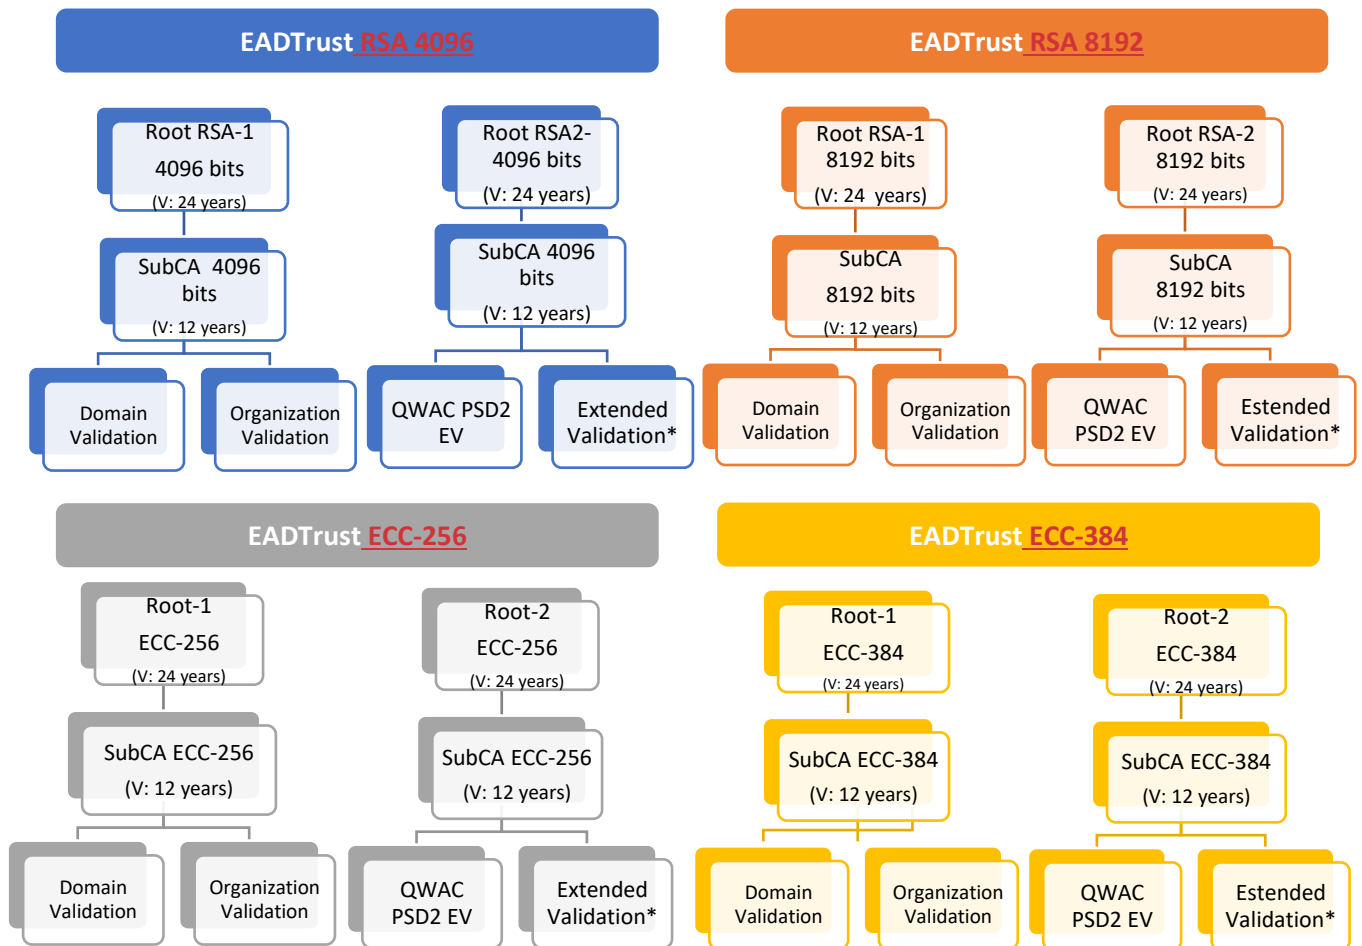 EADTrust RSA 4096
EADTrust RSA 8192
Root RSA-1
4096 bits
(V: 24 years)
Root RSA2-
4096 bits
(V: 24 years)
Root RSA-1
8192 bits
(V: 24 years)
Root RSA-2
8192 bits
(V: 24 years)
SubCA 4096
bits
(V: 12 years)
SubCA 4096
bits
(V: 12 years)
SubCA
8192 bits
(V: 12 years)
SubCA
8192 bits
(V: 12 years)
Domain
Validation
Organization
Validation
QWAC PSD2
EV
Extended
Validation*
Domain
Validation
Organization
Validation
QWAC
PSD2 EV
Estended
Validation*
EADTrust ECC-256
EADTrust ECC-384
Root-1
ECC-256
(V: 24 years)
Root-2
ECC-256
(V: 24 years)
Root-1
ECC-384
(V: 24 years)
Root-2
ECC-384
(V: 24 years)
SubCA ECC-256
(V: 12 years)
SubCA ECC-256
(V: 12 years)
SubCA ECC-384
(V: 12 years)
SubCA ECC-384
(V: 12 years)
Domain
Validation
Organization
Validation
QWAC
PSD2 EV
Extended
Validation*
Domain
Validation
Organization
Validation
QWAC
PSD2 EV
Estended
Validation*